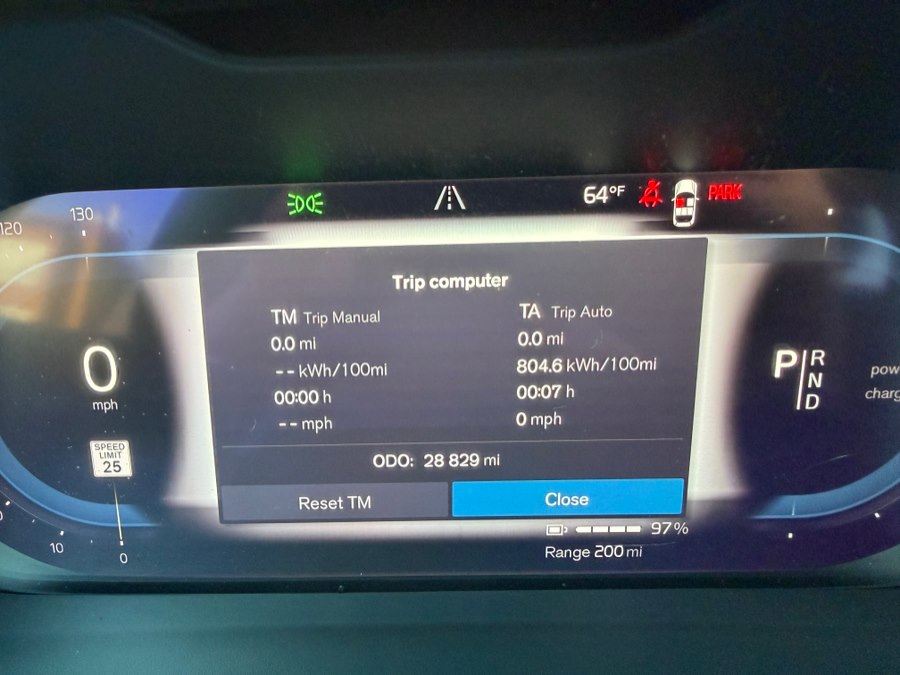 64°F PARK
120 130
Trip computer
TM Trip Manual TA Trip Auto
0.0 mi 0.0 mi
-- kWh/100mi 804.6 kWh/100mi
00:00 h 00:07 h
-- mph 0 mph
0
mph
P R
N
D
SPEED
LIMIT
25
ODO: 28 829 mi
Reset TM Close
97%
Range 200 mi
10
0